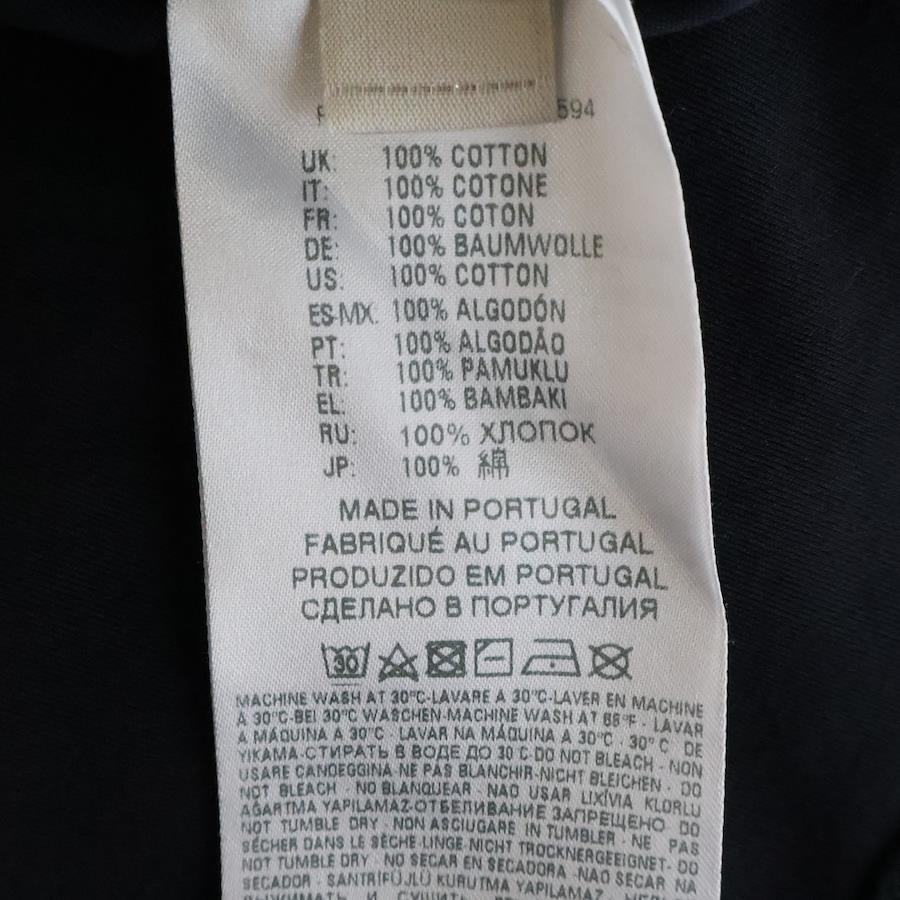 594
UK: 100% COTTON
IT: 100% COTONE
FR: 100% COTON
DE: 100% BAUMWOLLE
US: 100% COTTON
ES-MX: 100% ALGODÓN
PT: 100% ALGODÃO
TR: 100% PAMUKLU
EL: 100% BAMBAKI
RU: 100% ХЛОПОК
JP: 100% 綿
MADE IN PORTUGAL
FABRIQUÉ AU PORTUGAL
PRODUZIDO EM PORTUGAL
СДЕЛАНО В ПОРТУГАЛИЯ
30
MACHINE WASH AT 30°C-LAVARE A 30°C-LAVER EN MACHINE
À 30°C-BEI 30°C WASCHEN-MACHINE WASH AT 86°F - LAVAR
A MÁQUINA A 30°C - LAVAR NA MÁQUINA A 30°C - 30° C DE
YIKAMA-СТИРАТЬ В ВОДЕ ДО 30°C-DO NOT BLEACH - NON
USARE CANDEGGINA-NE PAS BLANCHIR-NICHT BLEICHEN - DO
NOT BLEACH - NO BLANQUEAR - NAO USAR LIXÍVIA KLORLU
AĞARTMA YAPILAMAZ-ОТБЕЛИВАНИЕ ЗАПРЕЩЕНО DO
NOT TUMBLE DRY - NON ASCIUGARE IN TUMBLER - NE PAS
SÉCHER DANS LE SÈCHE-LINGE-NICHT TROCKNERGEEIGNET- DO
NOT TUMBLE DRY - NO SECAR EN SECADORA - NAO SECAR NA
SECADOR - SANTRIFÜJLÜ KURUTMA YAPILAMAZ
ВЫЖИМАТЬ И СУШИТЬ